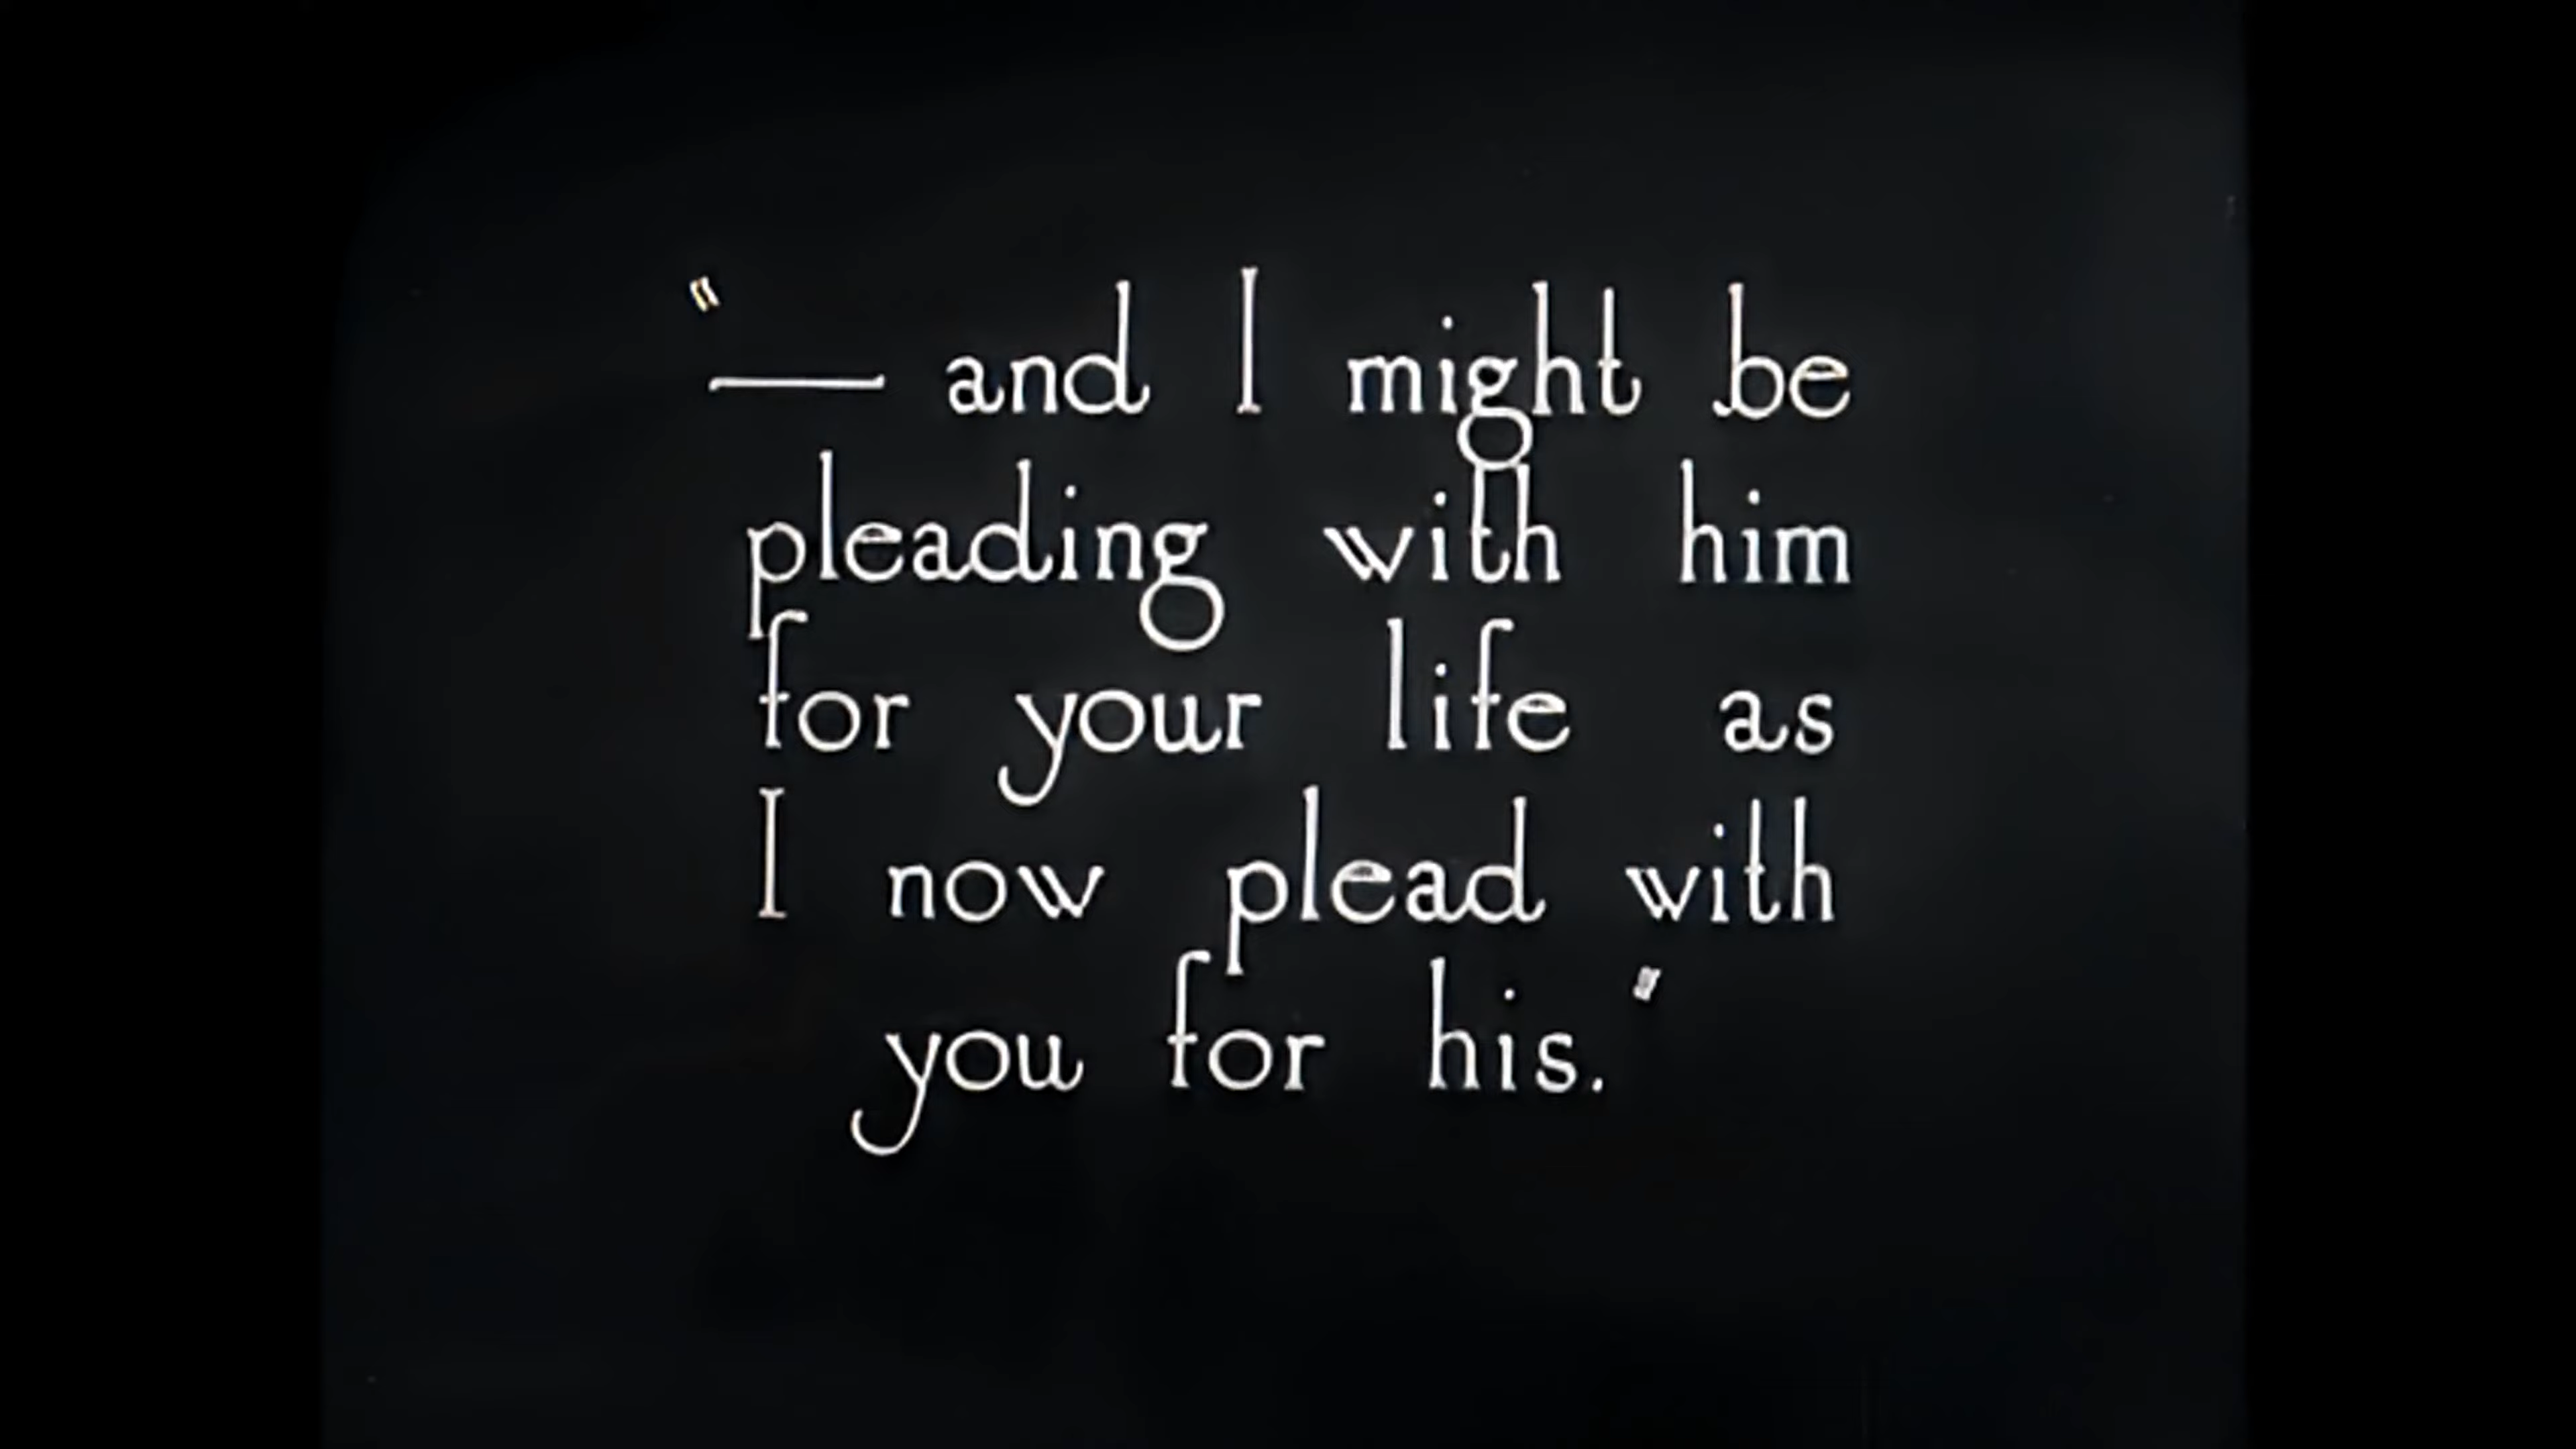 "— and I might be
pleading with him
for your life as
I now plead with
you for his."